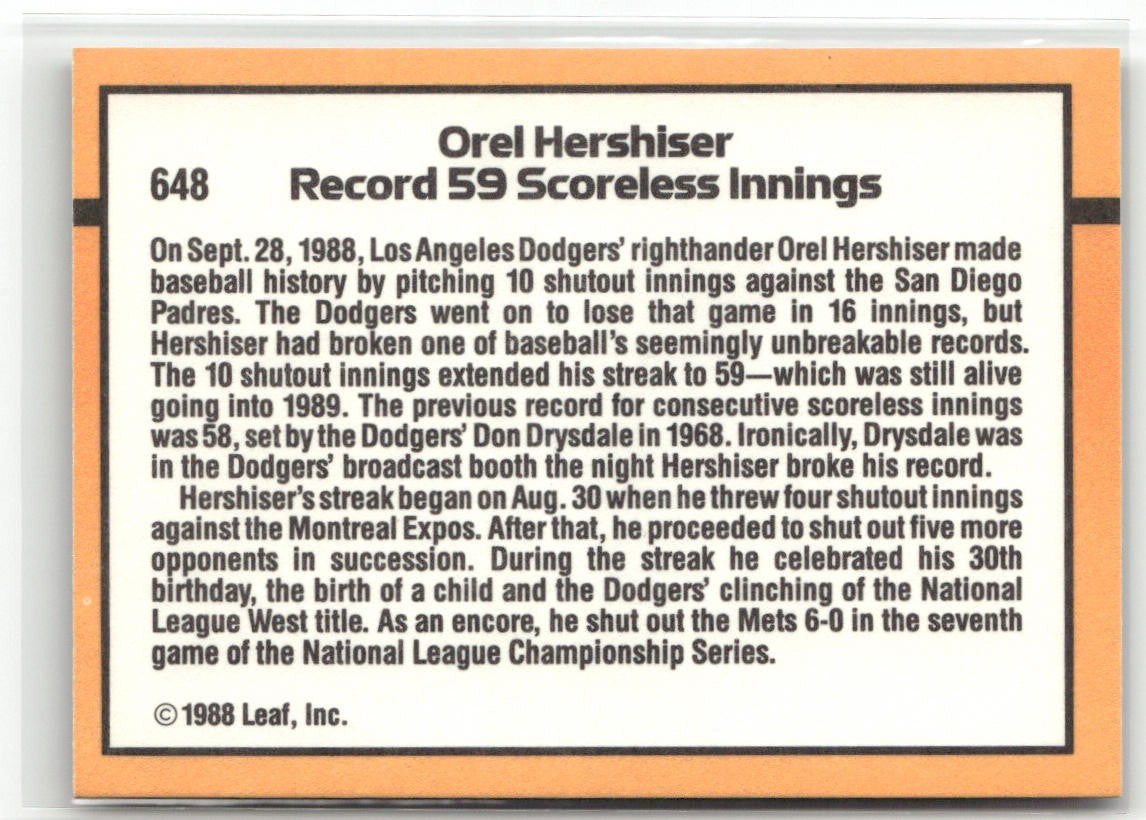 Orel Hershiser
648 Record 59 Scoreless Innings
On Sept. 28, 1988, Los Angeles Dodgers' righthander Orel Hershiser made
baseball history by pitching 10 shutout innings against the San Diego
Padres. The Dodgers went on to lose that game in 16 innings, but
Hershiser had broken one of baseball's seemingly unbreakable records.
The 10 shutout innings extended his streak to 59—which was still alive
going into 1989. The previous record for consecutive scoreless innings
was 58, set by the Dodgers' Don Drysdale in 1968. Ironically, Drysdale was
in the Dodgers' broadcast booth the night Hershiser broke his record.
Hershiser's streak began on Aug. 30 when he threw four shutout innings
against the Montreal Expos. After that, he proceeded to shut out five more
opponents in succession. During the streak he celebrated his 30th
birthday, the birth of a child and the Dodgers' clinching of the National
League West title. As an encore, he shut out the Mets 6-0 in the seventh
game of the National League Championship Series.
© 1988 Leaf, Inc.